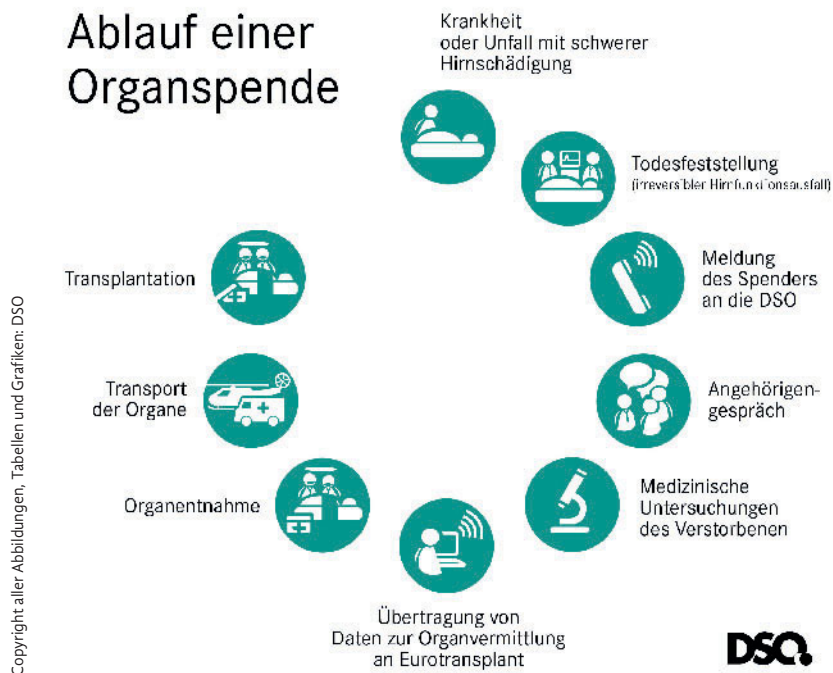 Ablauf einer
Organspende
Krankheit
oder Unfall mit schwerer
Hirnschädigung
Todesfeststellung
(irreversibler Hirnfunktionsausfall)
Meldung
des Spenders
an die DSO
Angehörigen-
gespräch
Medizinische
Untersuchungen
des Verstorbenen
Übertragung von
Daten zur Organvermittlung
an Eurotransplant
Organentnahme
Transport
der Organe
Transplantation
Copyright aller Abbildungen, Tabellen und Grafiken: DSO
DSO.